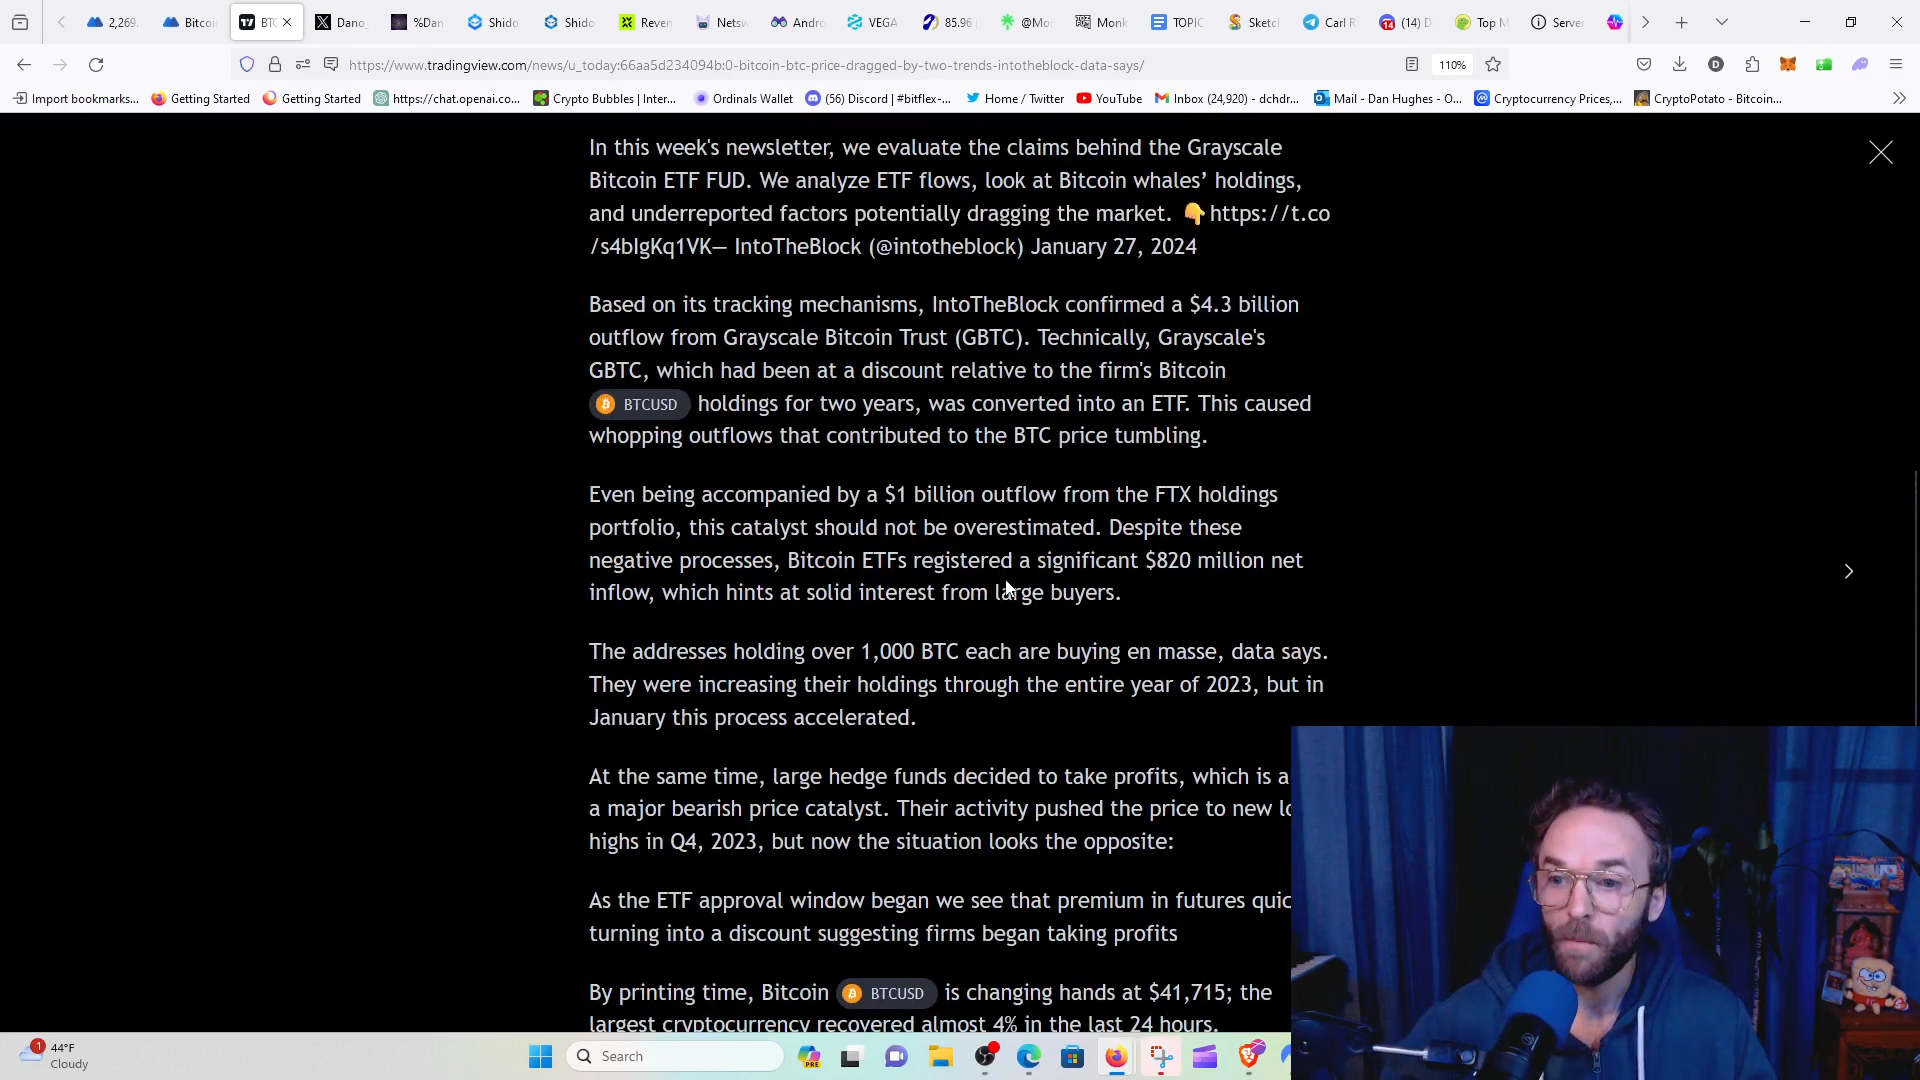 2,269.
Bitcoi
BTC
Dano
%Dan
Shido
Shido
Reven
Netsw
Andro
VEGA
85.96
@Mo
Monk
TOPIC
Sketc
Carl R
(14) D
Top M
Server
https://www.tradingview.com/news/u_today:66aa5d234094b:0-bitcoin-btc-price-dragged-by-two-trends-intotheblock-data-says/
110%
Import bookmarks...
Getting Started
Getting Started
https://chat.openai.co...
Crypto Bubbles | Inter...
Ordinals Wallet
(56) Discord | #bitflex-...
Home / Twitter
YouTube
Inbox (24,920) - dchdr...
Mail - Dan Hughes - O...
Cryptocurrency Prices,...
CryptoPotato - Bitcoin...
In this week's newsletter, we evaluate the claims behind the Grayscale
Bitcoin ETF FUD. We analyze ETF flows, look at Bitcoin whales’ holdings,
and underreported factors potentially dragging the market. 👇https://t.co
/s4bIgKq1VK— IntoTheBlock (@intotheblock) January 27, 2024
Based on its tracking mechanisms, IntoTheBlock confirmed a $4.3 billion
outflow from Grayscale Bitcoin Trust (GBTC). Technically, Grayscale's
GBTC, which had been at a discount relative to the firm's Bitcoin
BTCUSD holdings for two years, was converted into an ETF. This caused
whopping outflows that contributed to the BTC price tumbling.
Even being accompanied by a $1 billion outflow from the FTX holdings
portfolio, this catalyst should not be overestimated. Despite these
negative processes, Bitcoin ETFs registered a significant $820 million net
inflow, which hints at solid interest from large buyers.
The addresses holding over 1,000 BTC each are buying en masse, data says.
They were increasing their holdings through the entire year of 2023, but in
January this process accelerated.
At the same time, large hedge funds decided to take profits, which is a
a major bearish price catalyst. Their activity pushed the price to new lo
highs in Q4, 2023, but now the situation looks the opposite:
As the ETF approval window began we see that premium in futures quic
turning into a discount suggesting firms began taking profits
By printing time, Bitcoin BTCUSD is changing hands at $41,715; the
largest cryptocurrency recovered almost 4% in the last 24 hours.
1
44°F
Cloudy
Search
PRE